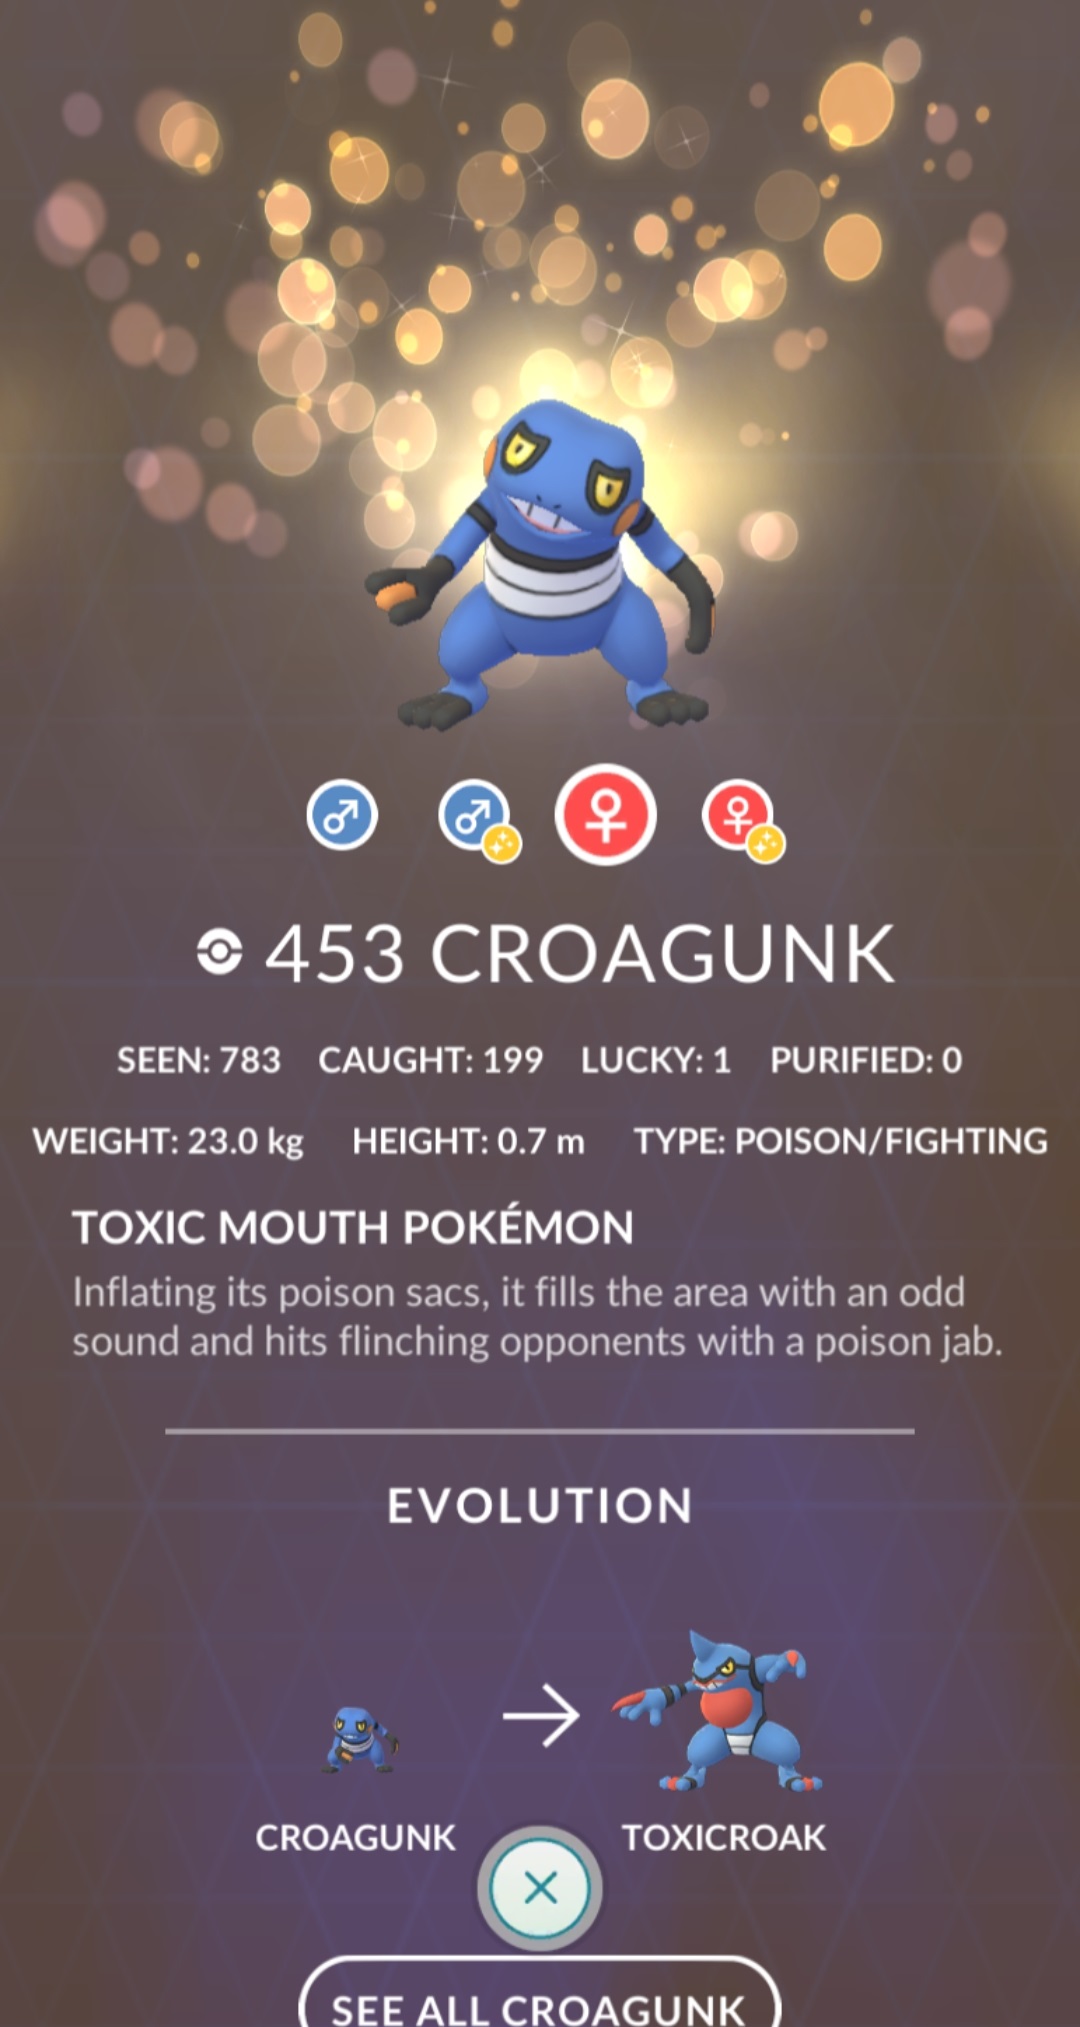 453 CROAGUNK
SEEN: 783 CAUGHT: 199 LUCKY: 1 PURIFIED: 0
WEIGHT: 23.0 kg HEIGHT: 0.7 m TYPE: POISON/FIGHTING
TOXIC MOUTH POKÉMON
Inflating its poison sacs, it fills the area with an odd
sound and hits flinching opponents with a poison jab.
EVOLUTION
CROAGUNK TOXICROAK
SEE ALL CROAGUNK